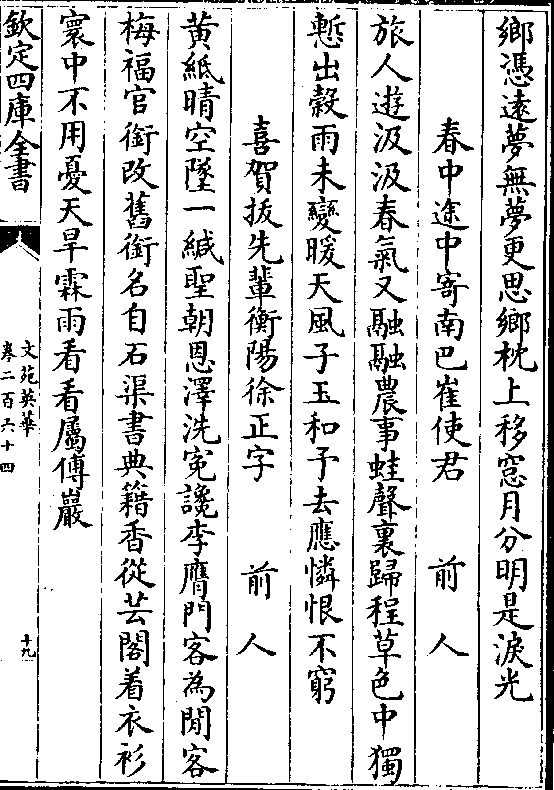 鄉憑遠夢無夢更思鄉枕上移窓月分明是淚光
春中途中寄南巴崔使君 前人
旅人遊汲汲春氣又融融農事蛙聲裏歸程草色中獨
慙出穀雨未變暖天風子玉和予去應憐恨不窮
喜賀拔先輩衡陽徐正字 前人
黃紙晴空墜一緘聖朝恩澤洗寃讒李膺門客為閒客
梅福官銜改舊銜名自石渠書典籍香從芸閣着衣衫
寰中不用憂天旱霖雨看看屬傅巖
欽定四庫全書
文苑英華
卷二百六十四
十九